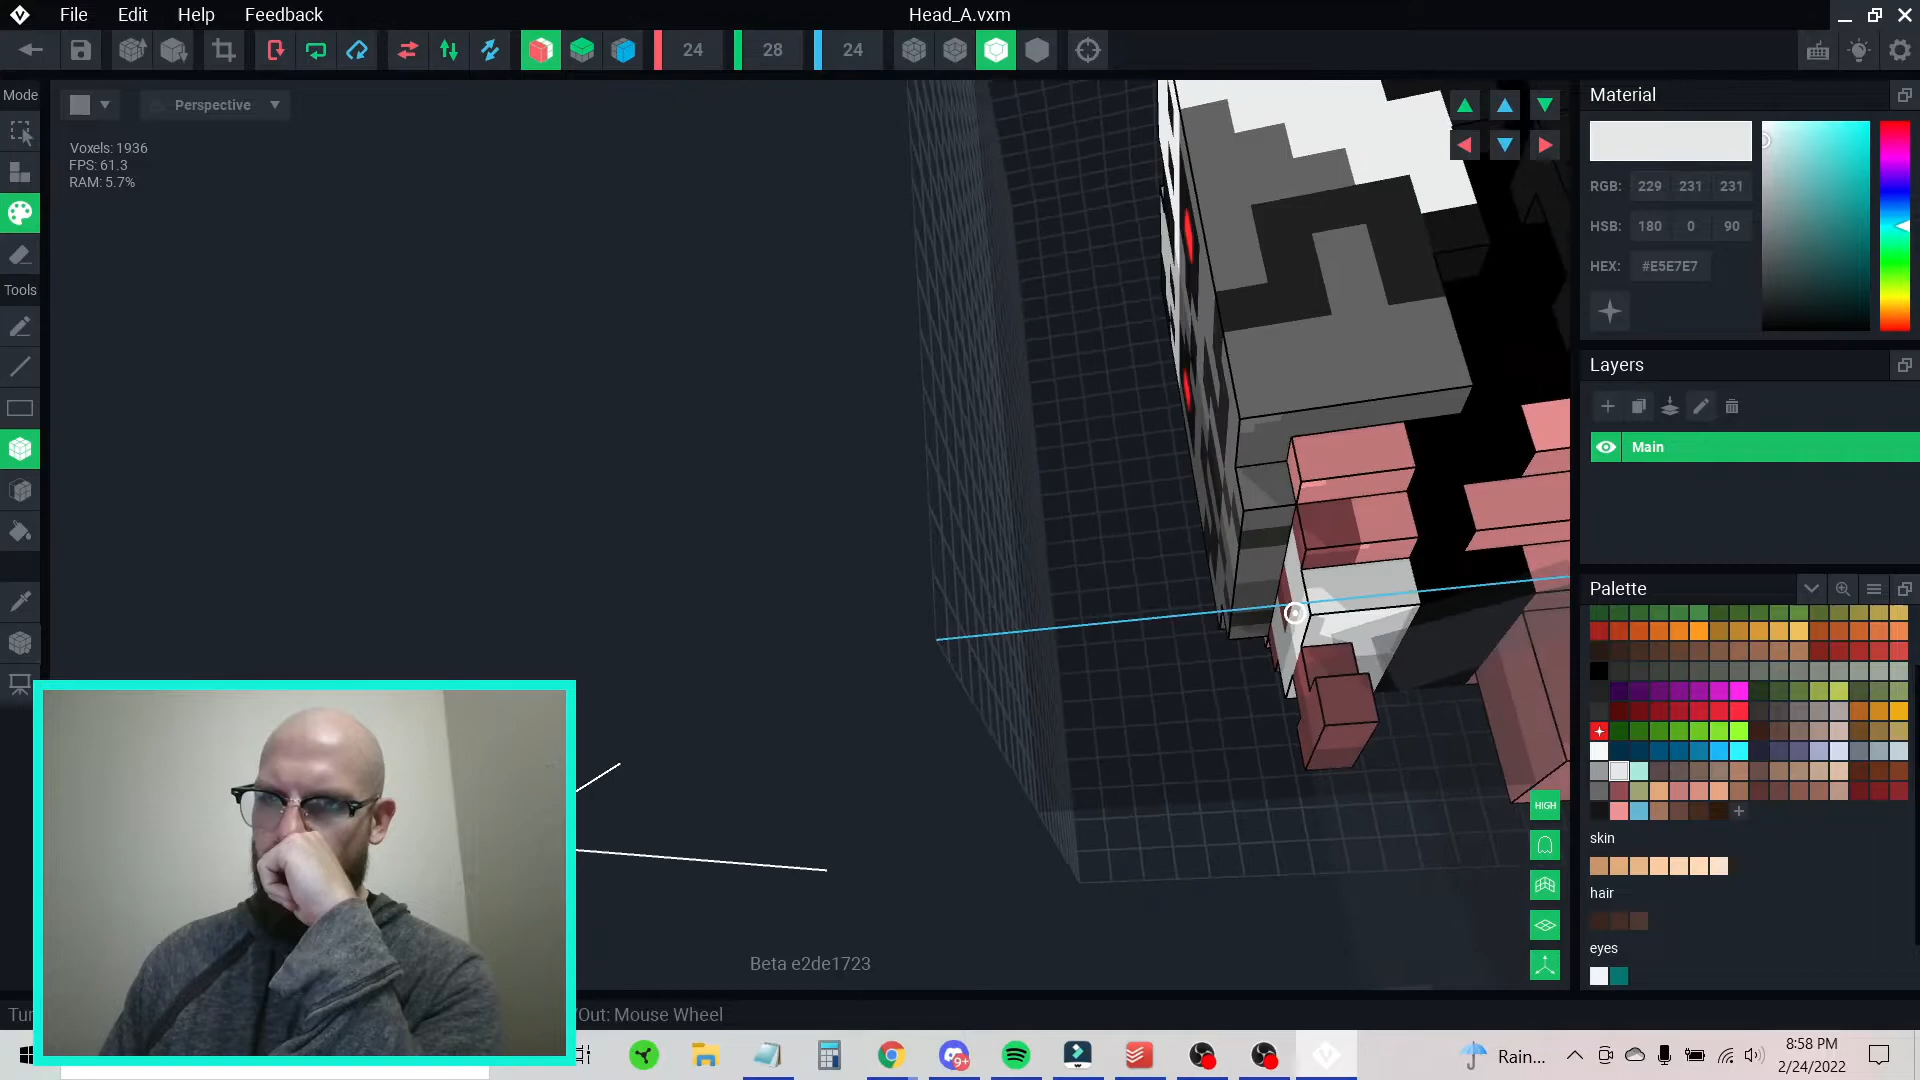 File Edit Help Feedback
Head_A.vxm
24 28 24
Mode
Perspective
Voxels: 1936
FPS: 61.3
RAM: 5.7%
Tools
Material
RGB: 229 231 231
HSB: 180 0 90
HEX: #E5E7E7
Layers
Main
Palette
skin
hair
eyes
HIGH
Beta e2de1723
/Out: Mouse Wheel
9+
Rain...
8:58 PM
2/24/2022